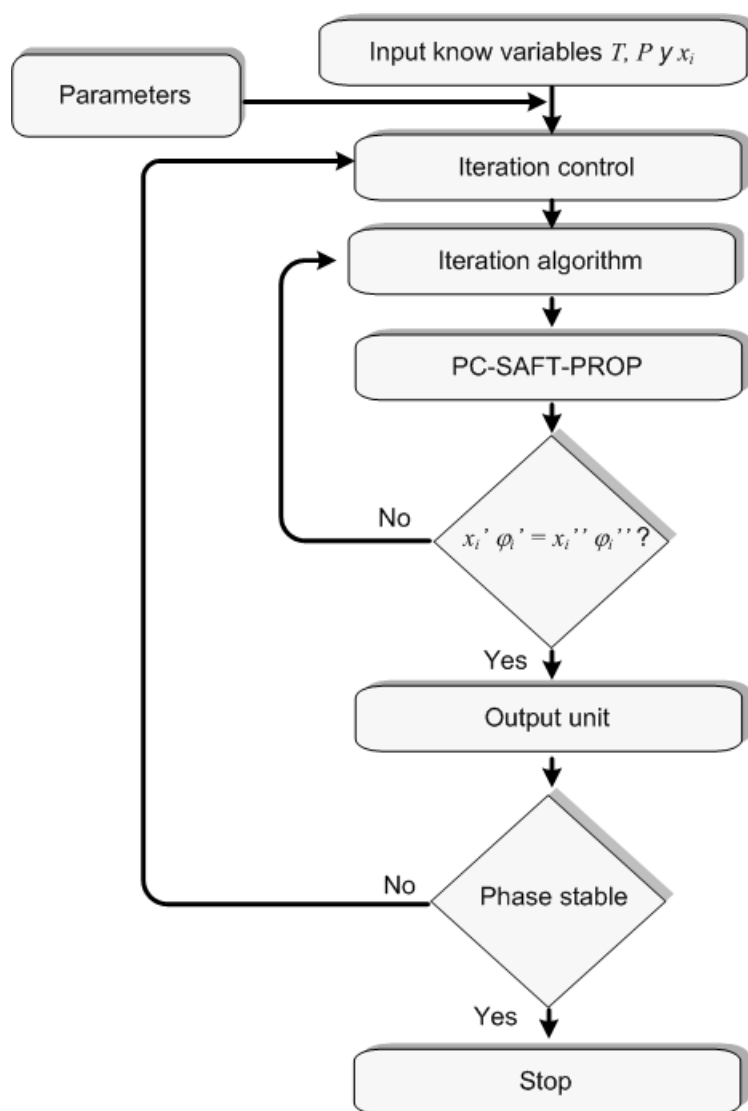 Input know variables T, P y xᵢ
Parameters
Iteration control
Iteration algorithm
PC-SAFT-PROP
No
xᵢ’ φᵢ’ = xᵢ’’ φᵢ’’ ?
Yes
Output unit
No
Phase stable
Yes
Stop